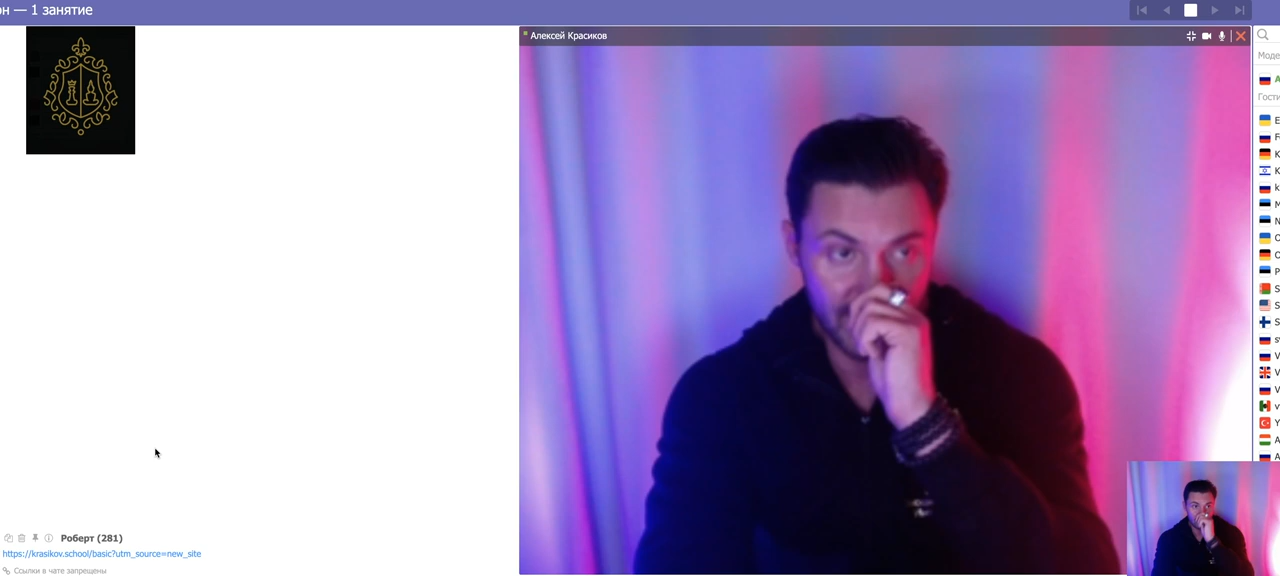 он — 1 занятие
Алексей Красиков
Моде
Гости
A
E
F
K
K
k
M
N
O
O
P
S
S
S
s
V
V
V
v
Y
A
A
Роберт (281)
https://krasikov.school/basic?utm_source=new_site
Ссылки в чате запрещены